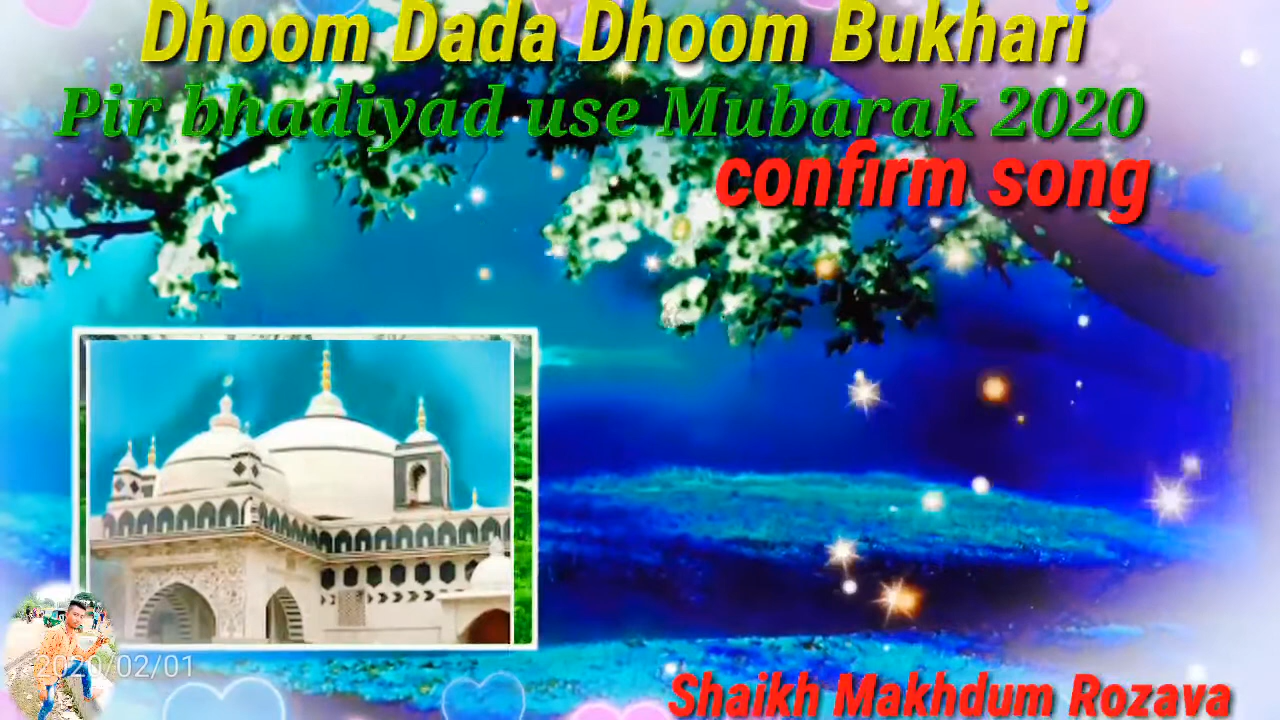 Dhoom Dada Dhoom Bukhari
Pir bhadiyad use Mubarak 2020
confirm song
2020/02/01
Shaikh Makhdum Rozava